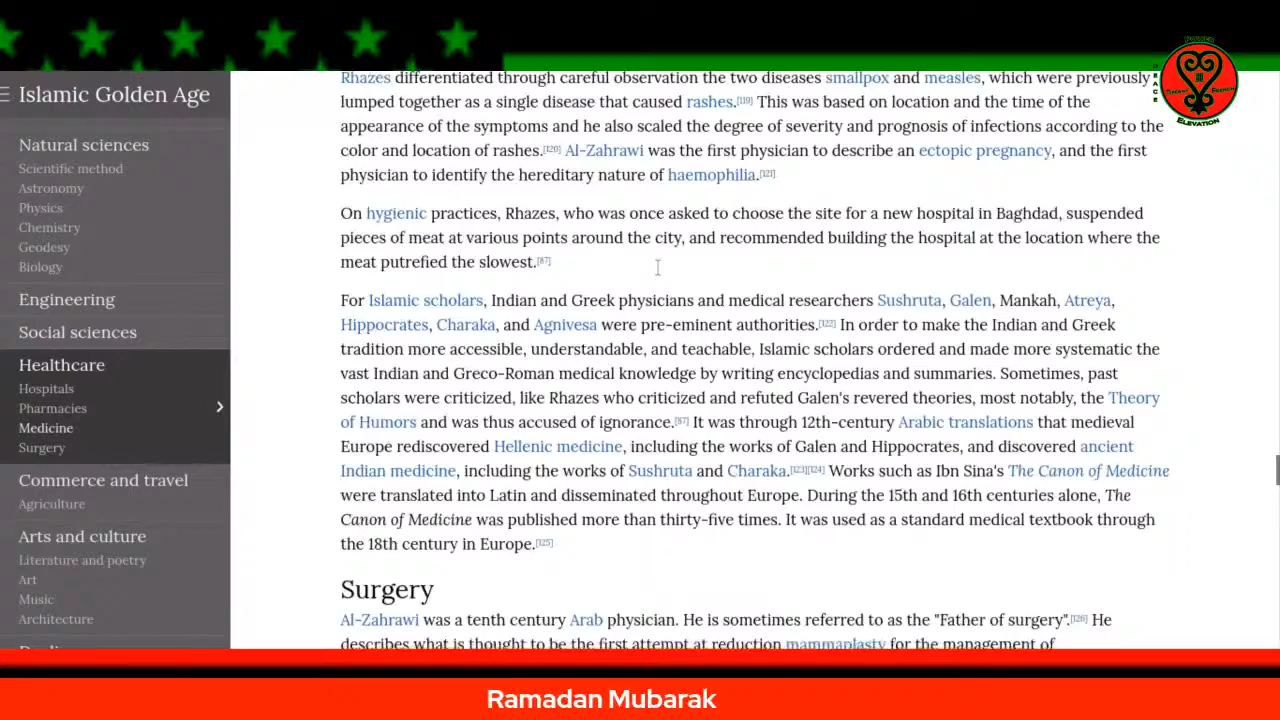 Islamic Golden Age
Natural sciences
Scientific method
Astronomy
Physics
Chemistry
Geodesy
Biology
Engineering
Social sciences
Healthcare
Hospitals
Pharmacies
Medicine
Surgery
Commerce and travel
Agriculture
Arts and culture
Literature and poetry
Art
Music
Architecture
Rhazes differentiated through careful observation the two diseases smallpox and measles, which were previously
lumped together as a single disease that caused rashes.[119] This was based on location and the time of the
appearance of the symptoms and he also scaled the degree of severity and prognosis of infections according to the
color and location of rashes.[120] Al-Zahrawi was the first physician to describe an ectopic pregnancy, and the first
physician to identify the hereditary nature of haemophilia.[121]
On hygienic practices, Rhazes, who was once asked to choose the site for a new hospital in Baghdad, suspended
pieces of meat at various points around the city, and recommended building the hospital at the location where the
meat putrefied the slowest.[87]
For Islamic scholars, Indian and Greek physicians and medical researchers Sushruta, Galen, Mankah, Atreya,
Hippocrates, Charaka, and Agnivesa were pre-eminent authorities.[122] In order to make the Indian and Greek
tradition more accessible, understandable, and teachable, Islamic scholars ordered and made more systematic the
vast Indian and Greco-Roman medical knowledge by writing encyclopedias and summaries. Sometimes, past
scholars were criticized, like Rhazes who criticized and refuted Galen's revered theories, most notably, the Theory
of Humors and was thus accused of ignorance.[87] It was through 12th-century Arabic translations that medieval
Europe rediscovered Hellenic medicine, including the works of Galen and Hippocrates, and discovered ancient
Indian medicine, including the works of Sushruta and Charaka.[123][124] Works such as Ibn Sina's The Canon of Medicine
were translated into Latin and disseminated throughout Europe. During the 15th and 16th centuries alone, The
Canon of Medicine was published more than thirty-five times. It was used as a standard medical textbook through
the 18th century in Europe.[125]
Surgery
Al-Zahrawi was a tenth century Arab physician. He is sometimes referred to as the "Father of surgery".[126] He
describes what is thought to be the first attempt at reduction mammaplasty for the management of
POWER
PEACE
ELEVATION
Ramadan Mubarak